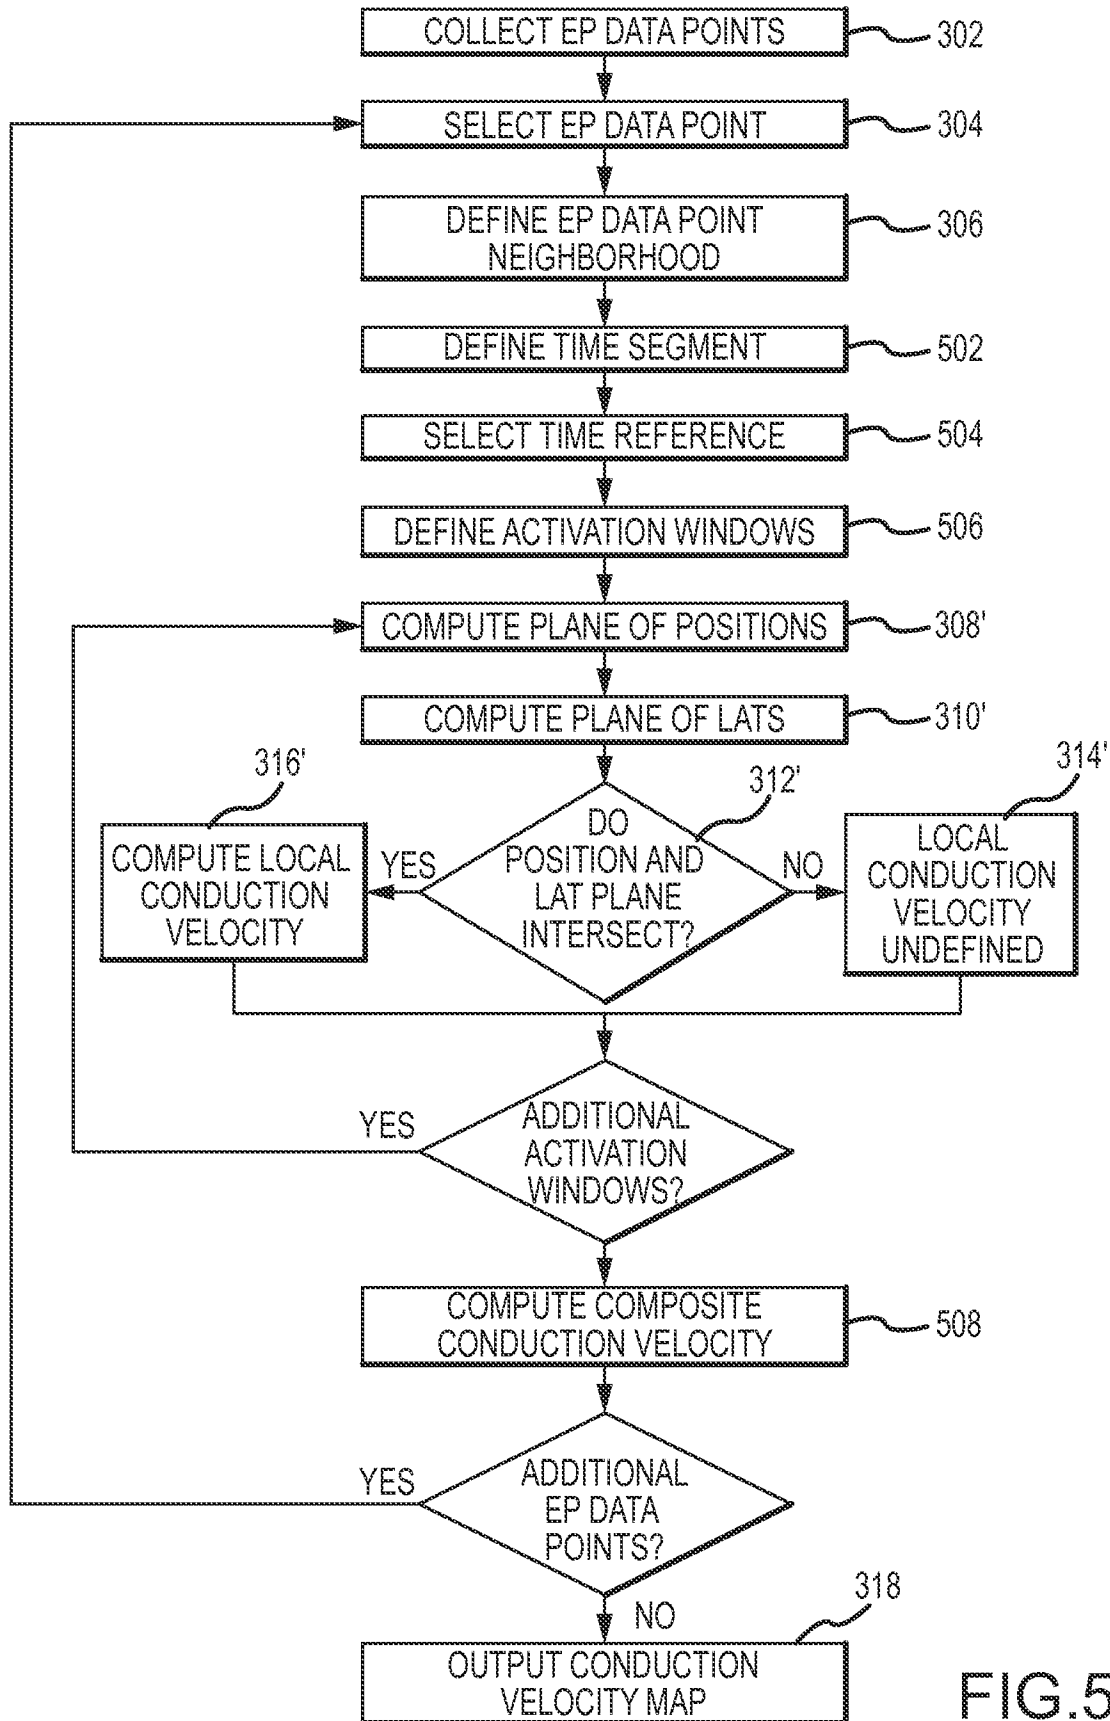 COLLECT EP DATA POINTS
302
SELECT EP DATA POINT
304
DEFINE EP DATA POINT
NEIGHBORHOOD
306
DEFINE TIME SEGMENT
502
SELECT TIME REFERENCE
504
DEFINE ACTIVATION WINDOWS
506
COMPUTE PLANE OF POSITIONS
308'
COMPUTE PLANE OF LATS
310'
316'
312'
314'
COMPUTE LOCAL
CONDUCTION
VELOCITY
YES
DO
POSITION AND
LAT PLANE
INTERSECT?
NO
LOCAL
CONDUCTION
VELOCITY
UNDEFINED
YES
ADDITIONAL
ACTIVATION
WINDOWS?
COMPUTE COMPOSITE
CONDUCTION VELOCITY
508
YES
ADDITIONAL
EP DATA
POINTS?
NO
318
OUTPUT CONDUCTION
VELOCITY MAP
FIG.5